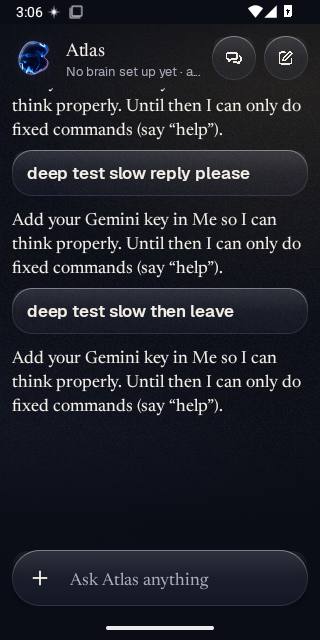 3:06
Atlas
No brain set up yet · a...
think properly. Until then I can only do
fixed commands (say “help”).
deep test slow reply please
Add your Gemini key in Me so I can
think properly. Until then I can only do
fixed commands (say “help”).
deep test slow then leave
Add your Gemini key in Me so I can
think properly. Until then I can only do
fixed commands (say “help”).
Ask Atlas anything